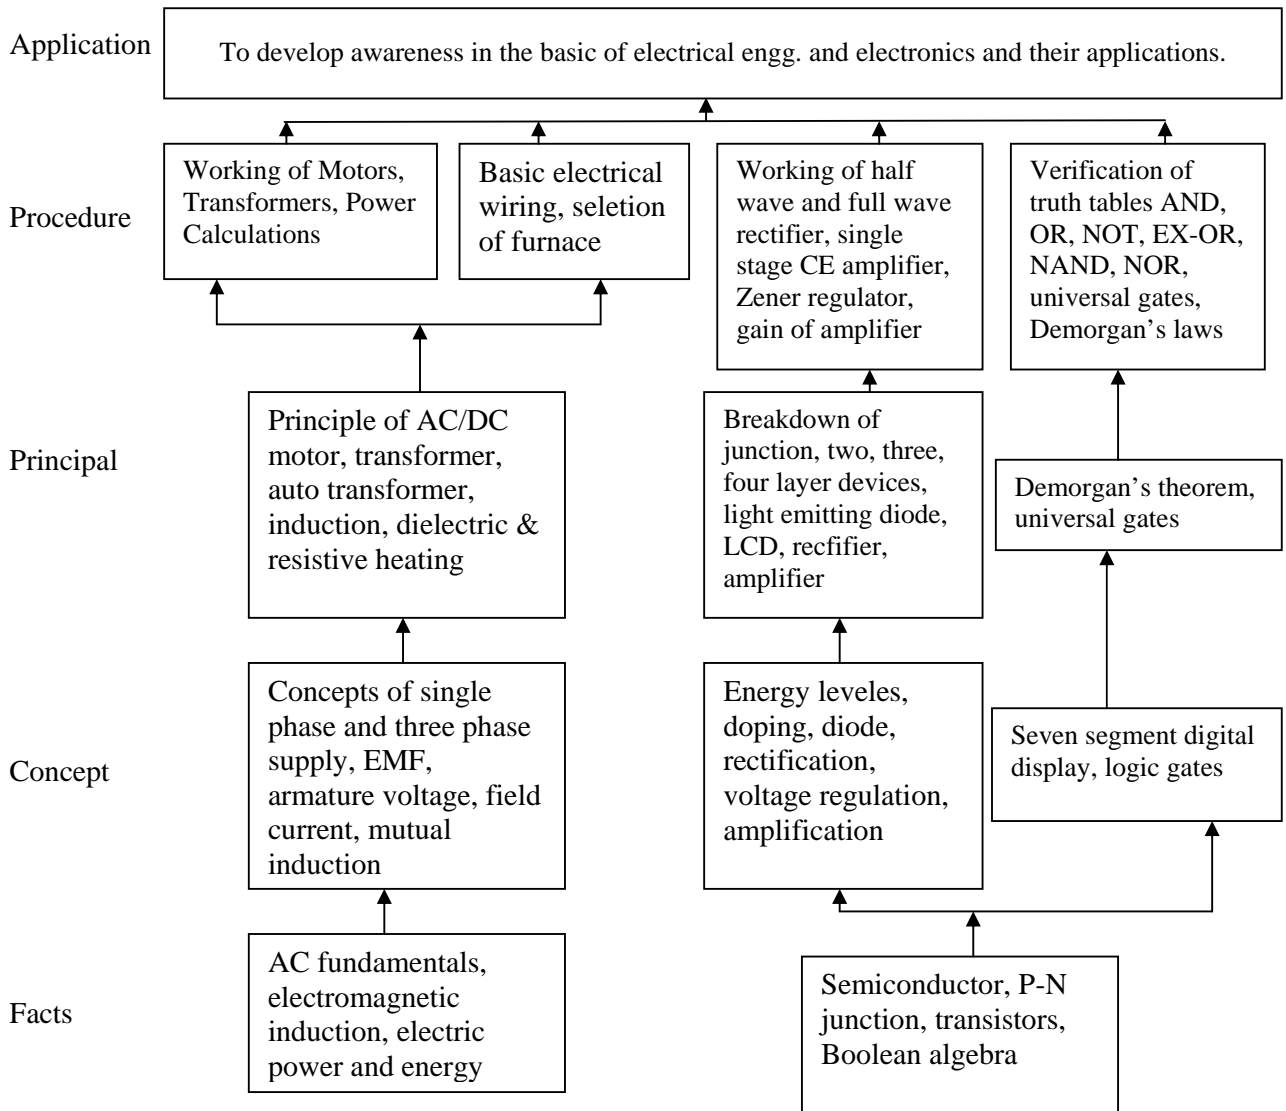 Application
To develop awareness in the basic of electrical engg. and electronics and their applications.
Procedure
Working of Motors,
Transformers, Power
Calculations
Basic electrical
wiring, seletion
of furnace
Working of half
wave and full wave
rectifier, single
stage CE amplifier,
Zener regulator,
gain of amplifier
Verification of
truth tables AND,
OR, NOT, EX-OR,
NAND, NOR,
universal gates,
Demorgan’s laws
Principal
Principle of AC/DC
motor, transformer,
auto transformer,
induction, dielectric &
resistive heating
Breakdown of
junction, two, three,
four layer devices,
light emitting diode,
LCD, recfifier,
amplifier
Demorgan’s theorem,
universal gates
Concept
Concepts of single
phase and three phase
supply, EMF,
armature voltage, field
current, mutual
induction
Energy leveles,
doping, diode,
rectification,
voltage regulation,
amplification
Seven segment digital
display, logic gates
Facts
AC fundamentals,
electromagnetic
induction, electric
power and energy
Semiconductor, P-N
junction, transistors,
Boolean algebra